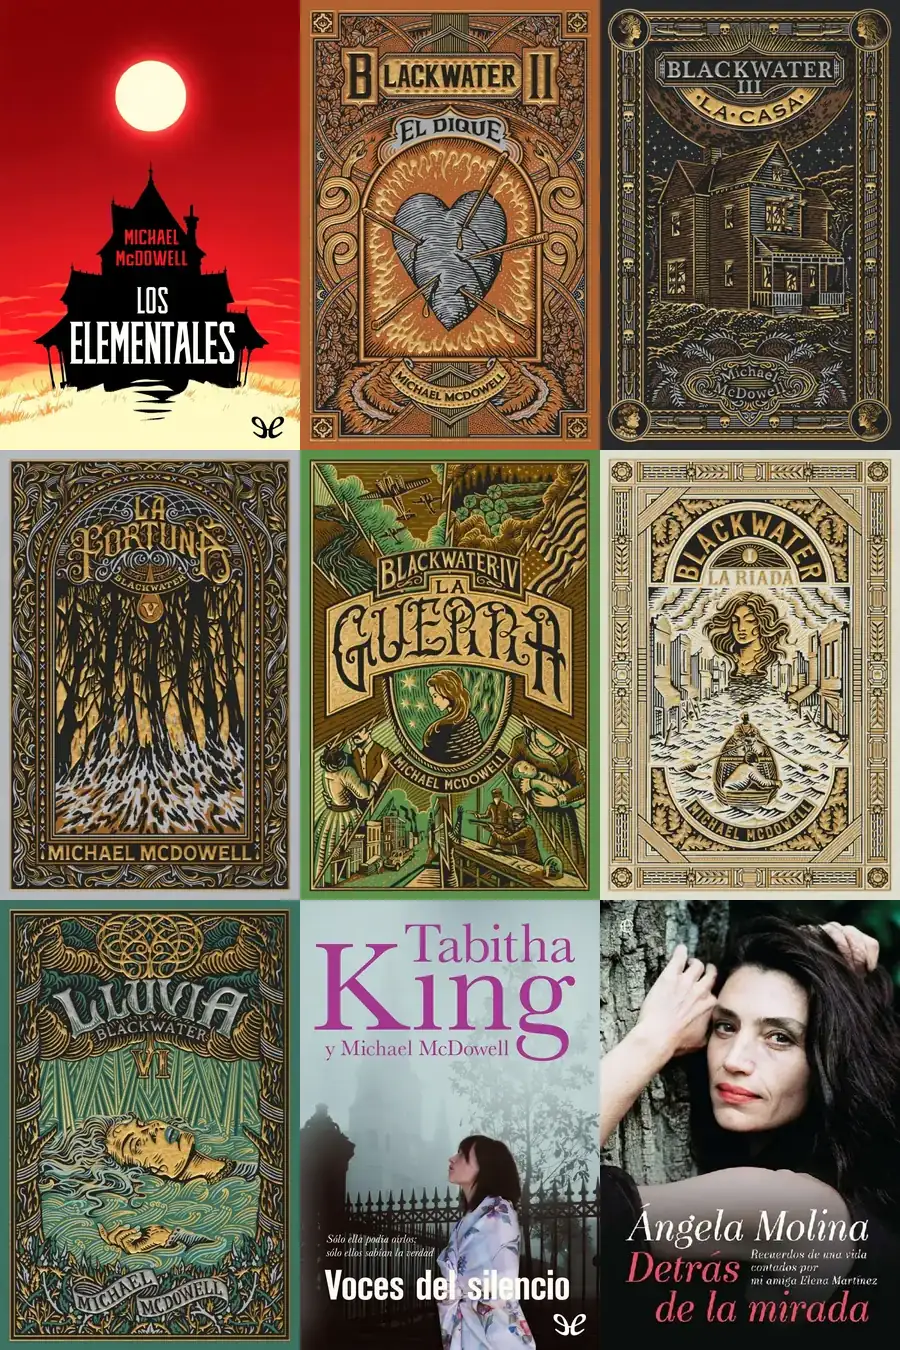 MICHAEL
McDOWELL
LOS
ELEMENTALES
BLACKWATER II
EL DIQUE
MICHAEL MCDOWELL
BLACKWATER
III
LA·CASA
Michael
McDowell
LA
FORTUNA
BLACKWATER
V
MICHAEL MCDOWELL
BLACKWATER·IV
LA
GUERRA
MICHAEL MCDOWELL
BLACKWATER
I
LA RIADA
MICHAEL MCDOWELL
LLUVIA
BLACKWATER
VI
MICHAEL
MCDOWELL
Tabitha
King
y Michael McDowell
Sólo ella podía oírlos;
sólo ellos sabían la verdad
Voces del silencio
Ángela Molina
Detrás
Recuerdos de una vida
contados por
mi amiga Elena Martínez
de la mirada